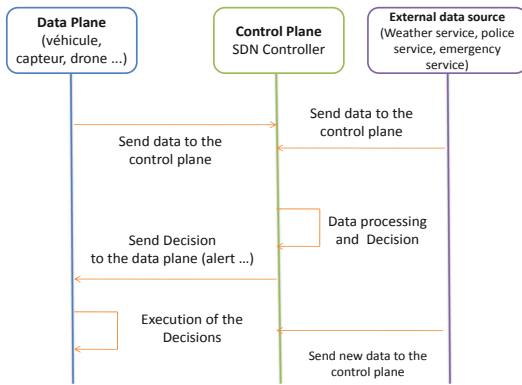 Data Plane
(véhicule,
capteur, drone ...)
Control Plane
SDN Controller
External data source
(Weather service, police
service, emergency
service)
Send data to the
control plane
Send data to the
control plane
Data processing
and Decision
Send Decision
to the data plane (alert ...)
Execution of the
Decisions
Send new data to the
control plane